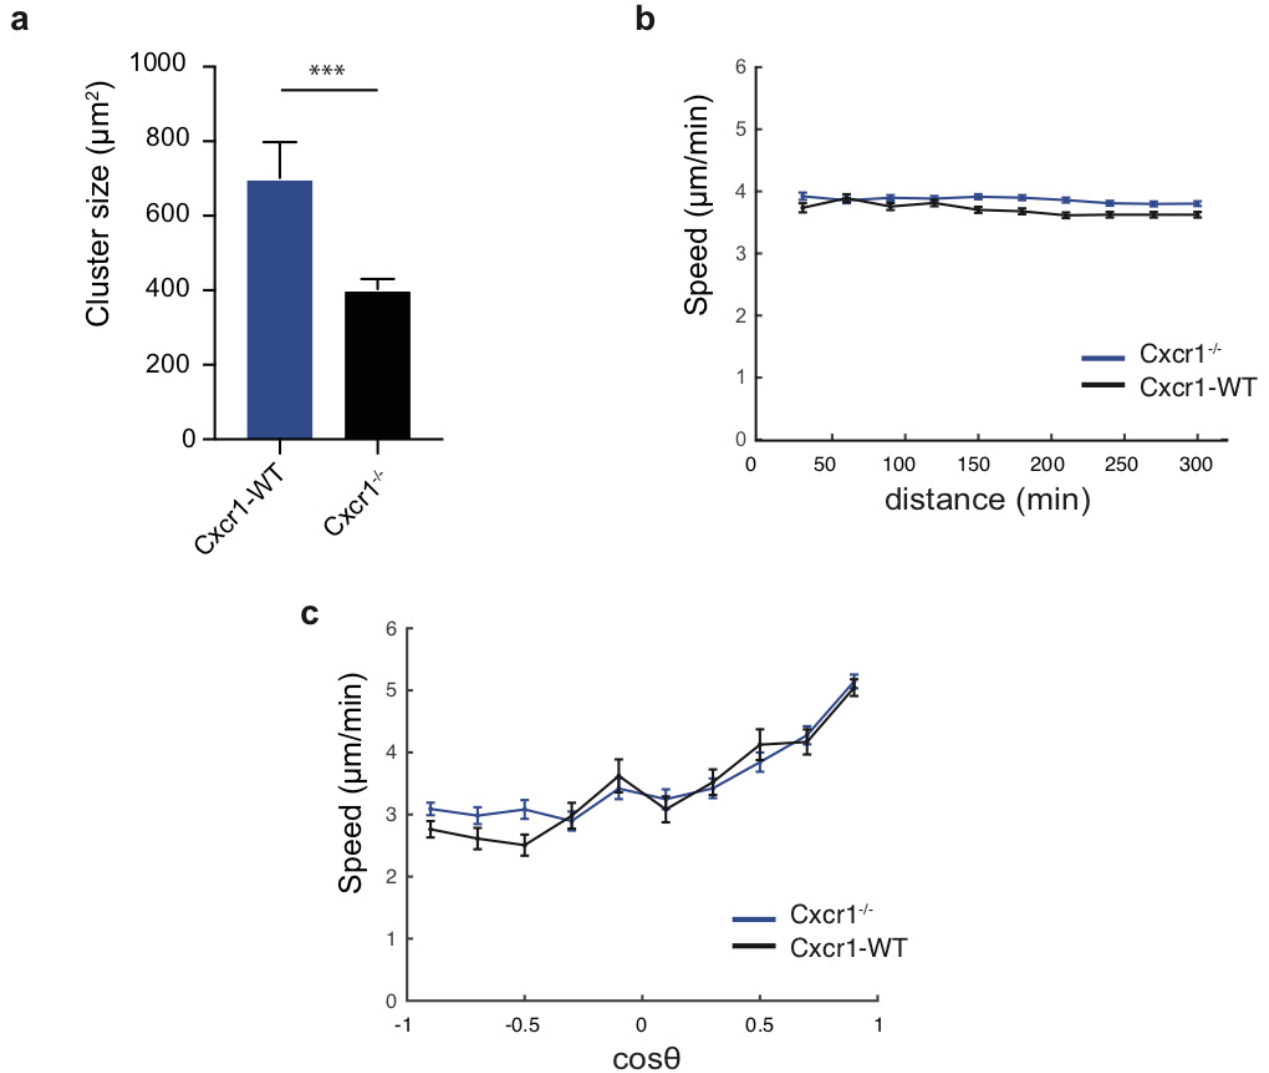 a
Cluster size (µm²)
1000
800
600
400
200
0
***
Cxcr1-WT
Cxcr1-/-
b
Speed (µm/min)
6
5
4
3
2
1
0
0 50 100 150 200 250 300
distance (min)
Cxcr1-/-
Cxcr1-WT
c
Speed (µm/min)
6
5
4
3
2
1
0
-1 -0.5 0 0.5 1
cosθ
Cxcr1-/-
Cxcr1-WT